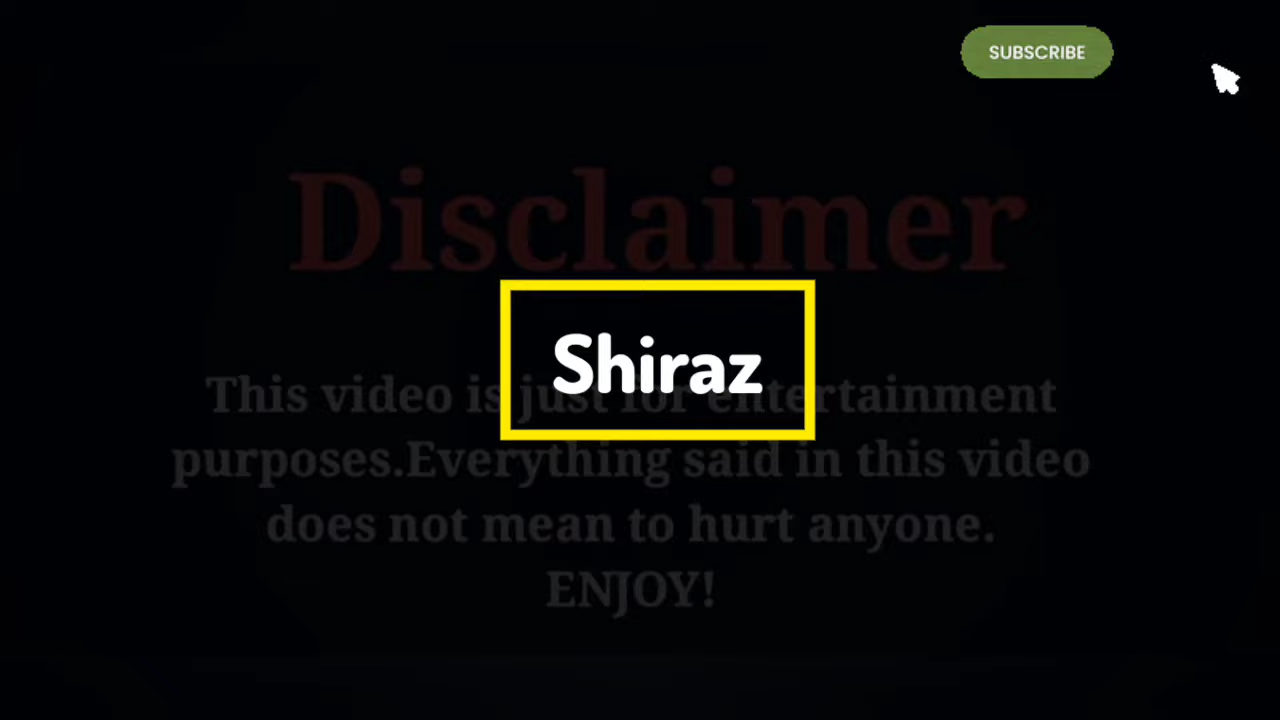 SUBSCRIBE
Disclaimer
Shiraz
This video is just for entertainment
purposes.Everything said in this video
does not mean to hurt anyone.
ENJOY!